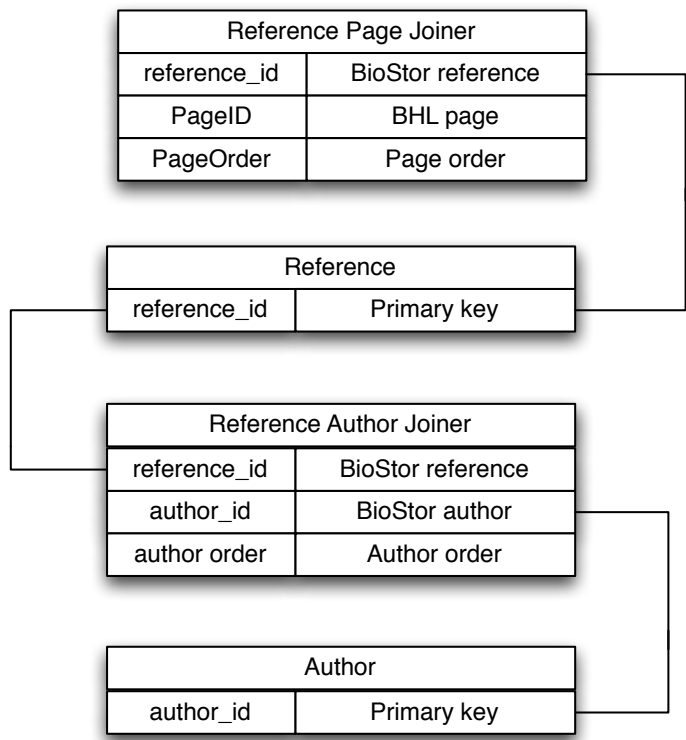 Reference Page Joiner
reference_id BioStor reference
PageID BHL page
PageOrder Page order
Reference
reference_id Primary key
Reference Author Joiner
reference_id BioStor reference
author_id BioStor author
author order Author order
Author
author_id Primary key